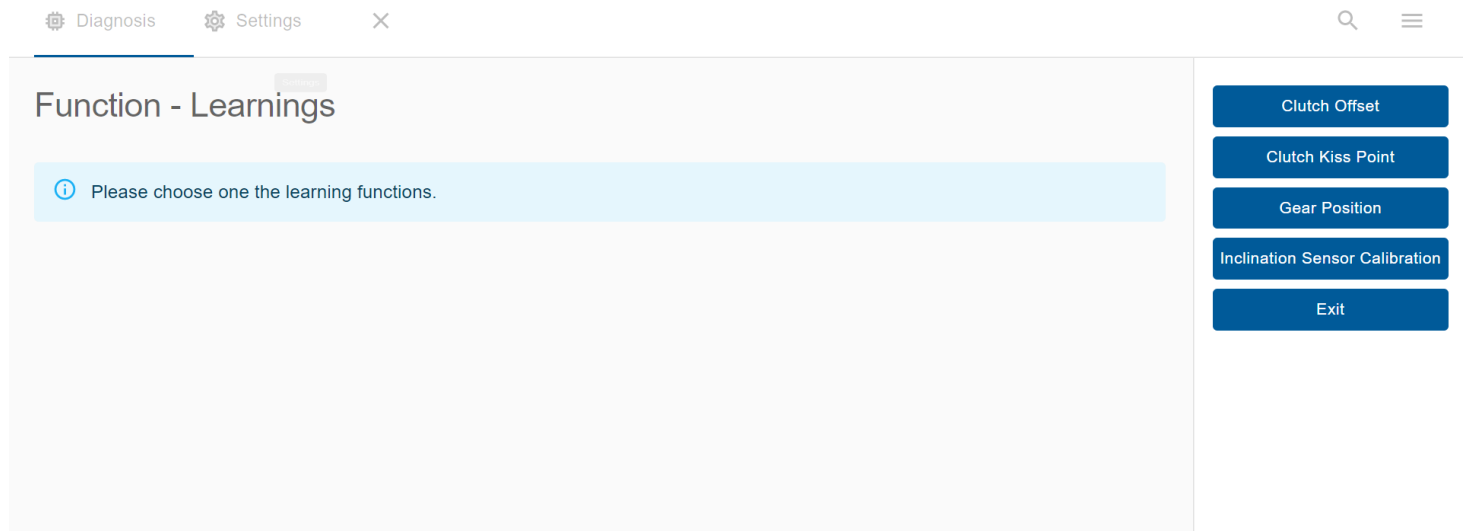 Diagnosis
Settings
Function - Learnings
Please choose one the learning functions.
Clutch Offset
Clutch Kiss Point
Gear Position
Inclination Sensor Calibration
Exit